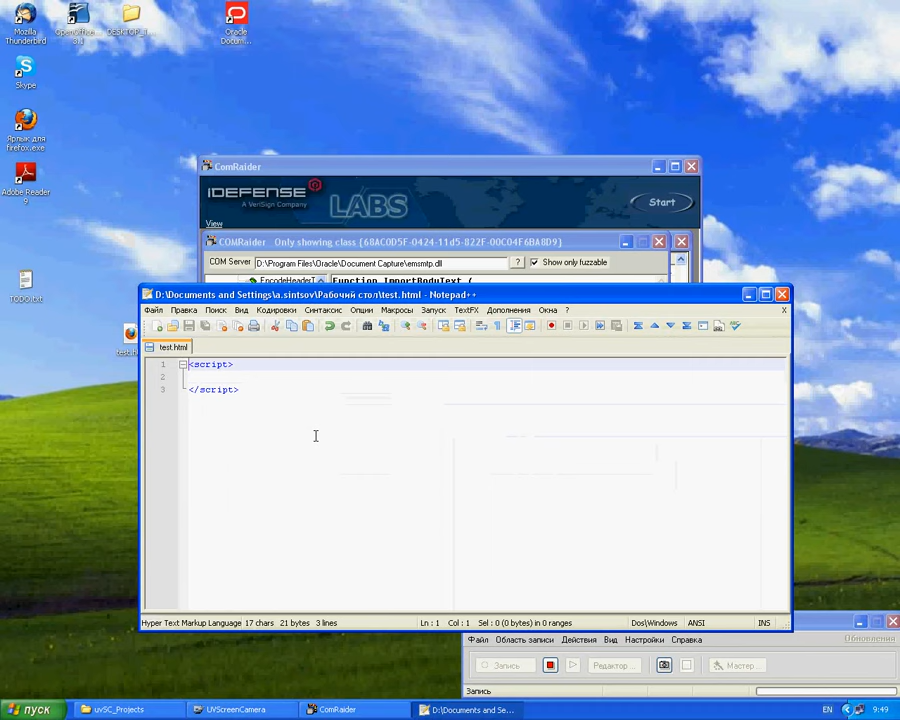 Mozilla Thunderbird
Skype
Ярлык для firefox.exe
Adobe Reader 9
TODO.txt
Oracle Docum...
ComRaider
iDEFENSE
A VeriSign Company
LABS
Start
View
COMRaider Only showing class {68AC0D5F-0424-11d5-822F-00C04F6BA8D9}
COM Server
D:\Program Files\Oracle\Document Capture\emsmtp.dll
?
Show only fuzzable
EncodeHeaderT
Function ImportBodyText (
D:\Documents and Settings\a.sintsov\Рабочий стол\test.html - Notepad++
Файл Правка Поиск Вид Кодировки Синтаксис Опции Макросы Запуск TextFX Дополнения Окна ? X
test.html
1 <script>
2
3 </script>
Hyper Text Markup Language 17 chars 21 bytes 3 lines Ln : 1 Col : 1 Sel : 0 (0 bytes) in 0 ranges Dos\Windows ANSI INS
Файл Область записи Действия Вид Настройки Справка Обновления
Запись Редактор ... Мастер...
Запись
пуск uvSC_Projects UVScreenCamera ComRaider D:\Documents and Se... EN 9:49